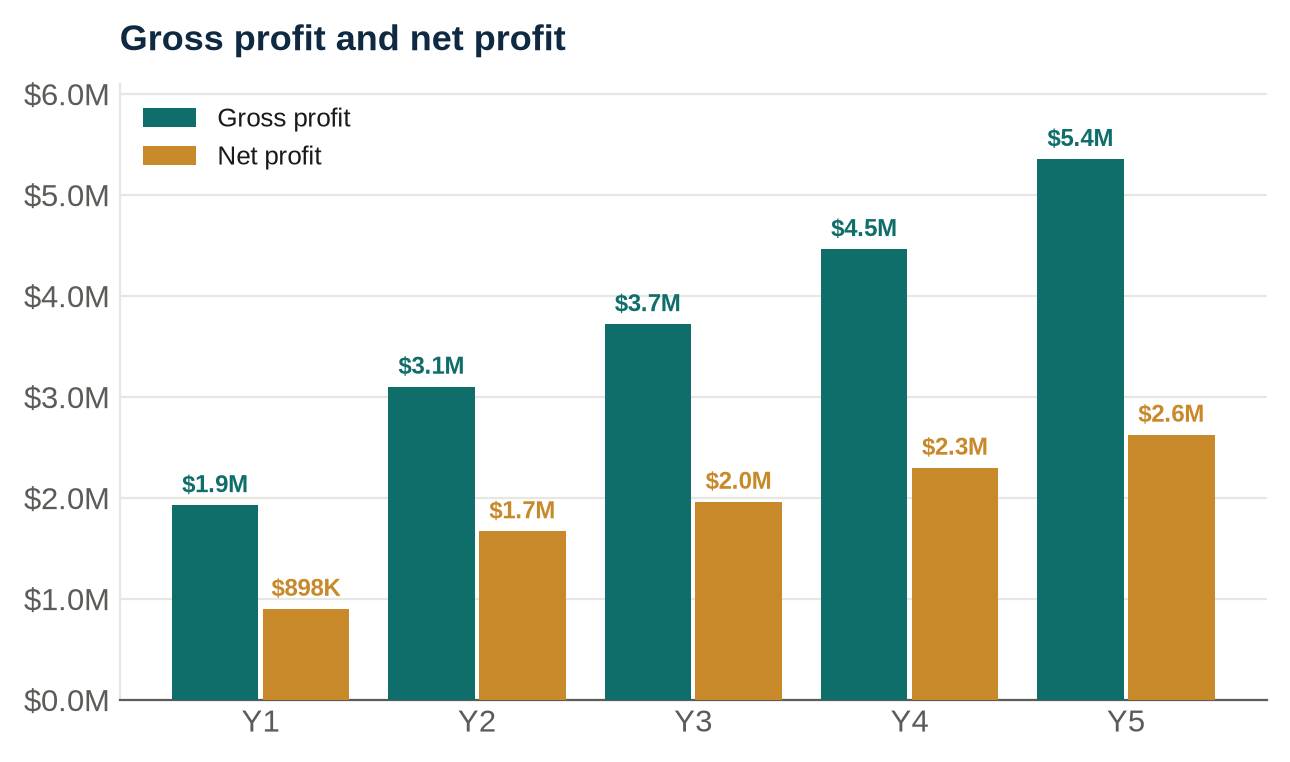 Gross profit and net profit
$6.0M
$5.0M
$4.0M
$3.0M
$2.0M
$1.0M
$0.0M
Gross profit
Net profit
$1.9M
$898K
$3.1M
$1.7M
$3.7M
$2.0M
$4.5M
$2.3M
$5.4M
$2.6M
Y1 Y2 Y3 Y4 Y5